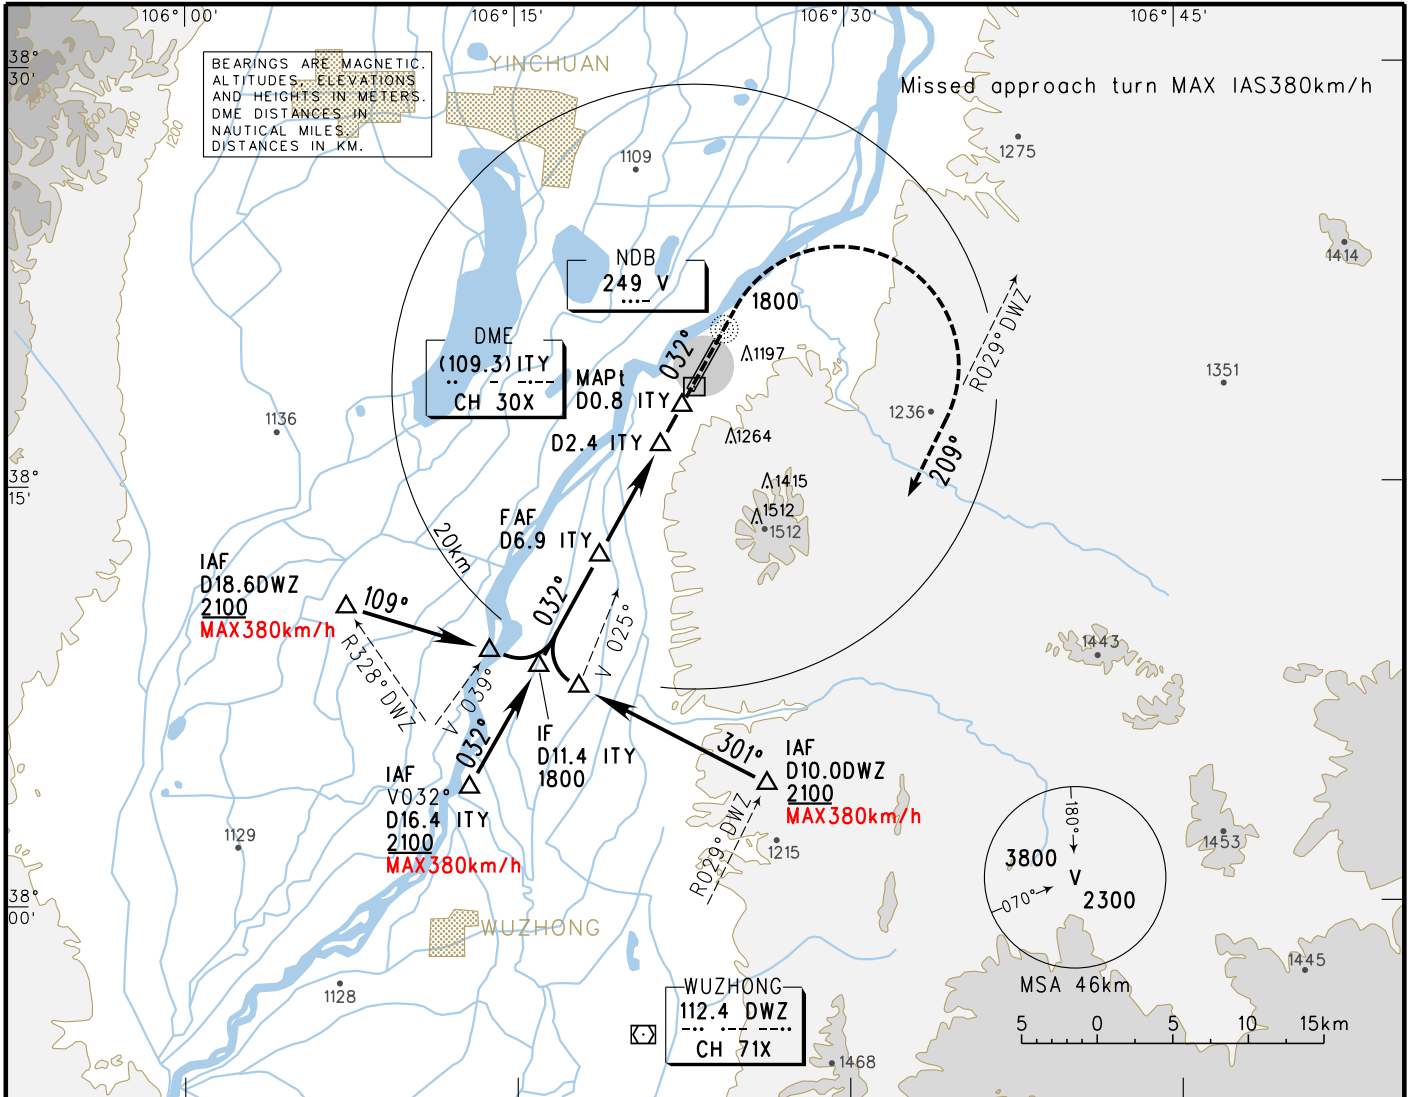 106° 00'
106° 15'
106° 30'
106° 45'
38°
30'
BEARINGS ARE MAGNETIC.
ALTITUDES, ELEVATIONS
AND HEIGHTS IN METERS.
DME DISTANCES IN
NAUTICAL MILES.
DISTANCES IN KM.
1600
1400
1200
YINCHUAN
Missed approach turn MAX IAS380km/h
1275
1109
1414
NDB
249 V
1800
R029° DWZ
DME
(109.3) ITY
CH 30X
032°
1197
MAPt
D0.8 ITY
1351
1236
1136
D2.4 ITY
1264
209°
38°
15'
1415
1512
1512
FAF
D6.9 ITY
20km
IAF
D18.6DWZ
2100
MAX380km/h
109°
032°
V 025°
R328° DWZ
V 039°
1443
032°
IF
D11.4 ITY
1800
301°
IAF
D10.0DWZ
2100
MAX380km/h
IAF
V032°
D16.4 ITY
2100
MAX380km/h
R029° DWZ
1215
1129
1453
180°
3800
V
070°
2300
MSA 46km
38°
00'
WUZHONG
1128
1445
WUZHONG
112.4 DWZ
CH 71X
5 0 5 10 15km
1468